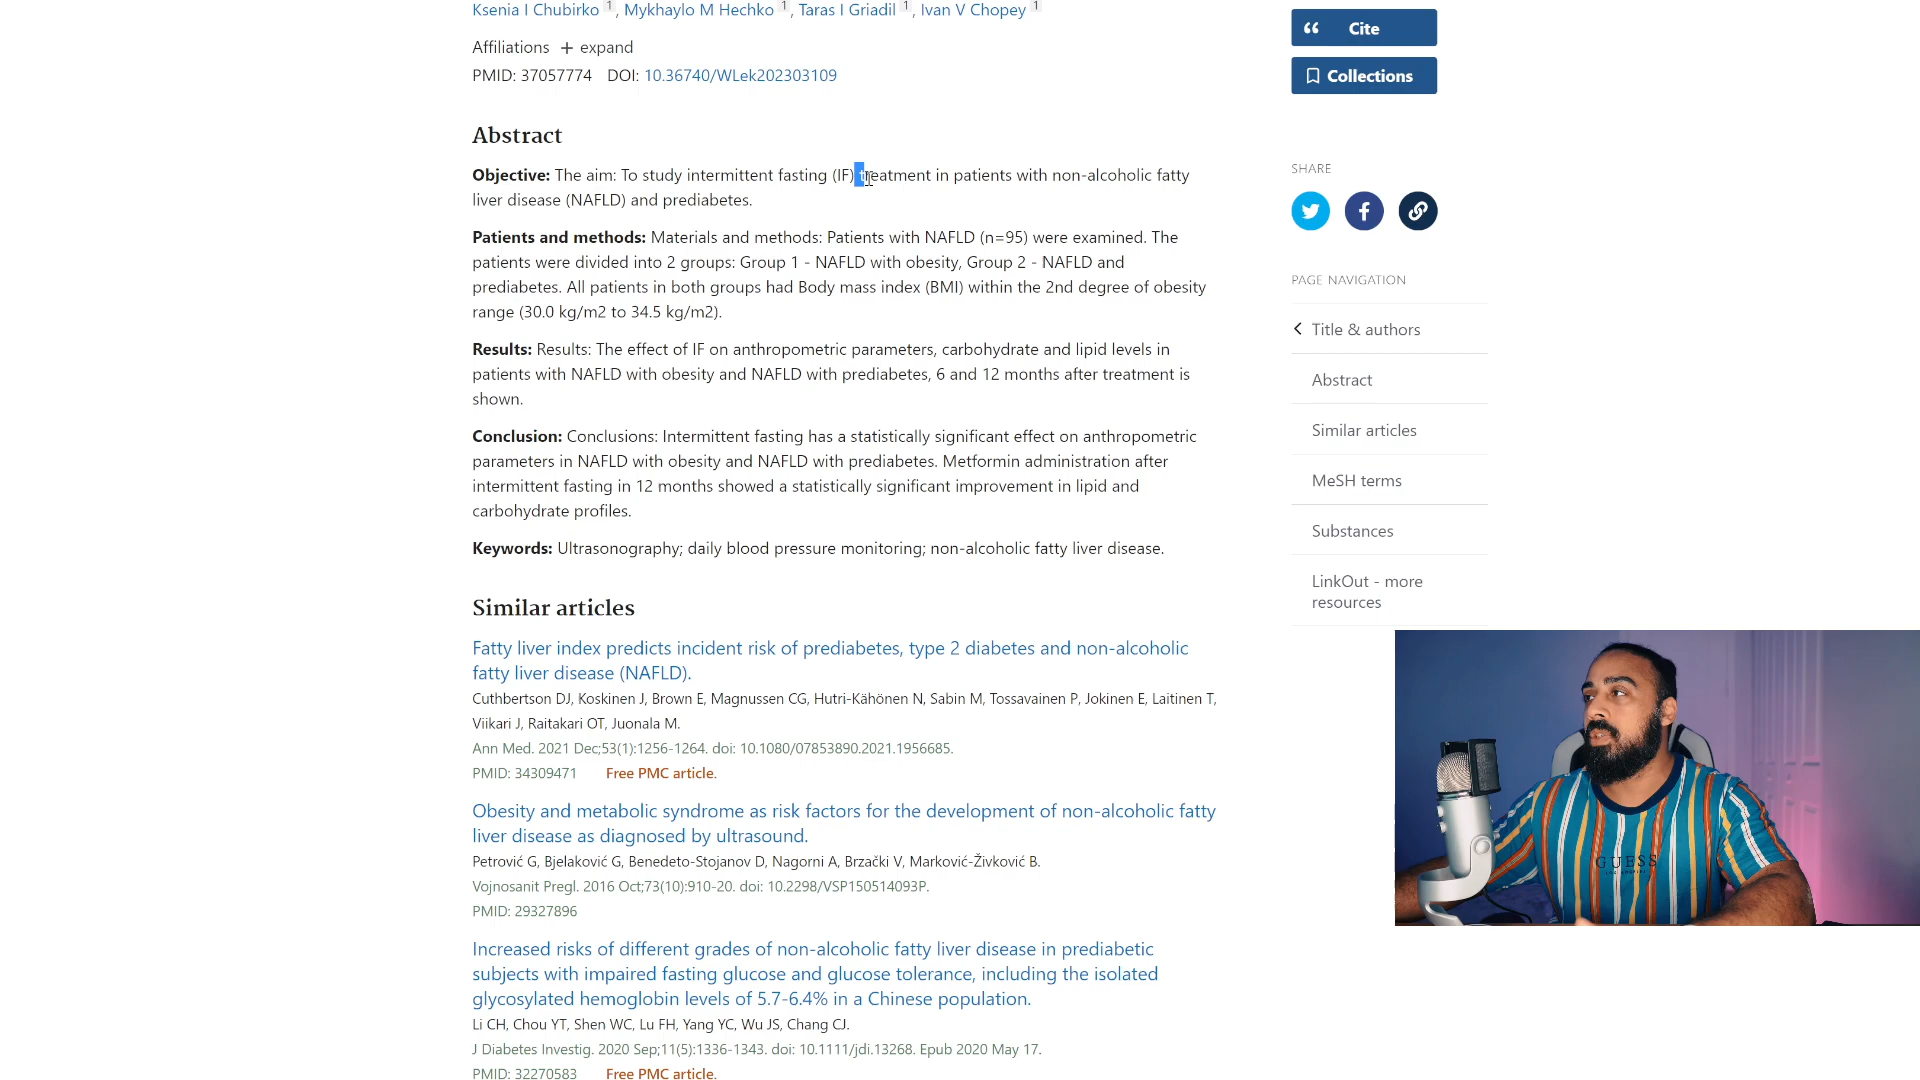 Ksenia I Chubirko 1, Mykhaylo M Hechko 1, Taras I Griadil 1, Ivan V Chopey 1
Affiliations + expand
PMID: 37057774 DOI: 10.36740/WLek202303109
Abstract
Objective: The aim: To study intermittent fasting (IF) treatment in patients with non-alcoholic fatty
liver disease (NAFLD) and prediabetes.
Patients and methods: Materials and methods: Patients with NAFLD (n=95) were examined. The
patients were divided into 2 groups: Group 1 - NAFLD with obesity, Group 2 - NAFLD and
prediabetes. All patients in both groups had Body mass index (BMI) within the 2nd degree of obesity
range (30.0 kg/m2 to 34.5 kg/m2).
Results: Results: The effect of IF on anthropometric parameters, carbohydrate and lipid levels in
patients with NAFLD with obesity and NAFLD with prediabetes, 6 and 12 months after treatment is
shown.
Conclusion: Conclusions: Intermittent fasting has a statistically significant effect on anthropometric
parameters in NAFLD with obesity and NAFLD with prediabetes. Metformin administration after
intermittent fasting in 12 months showed a statistically significant improvement in lipid and
carbohydrate profiles.
Keywords: Ultrasonography; daily blood pressure monitoring; non-alcoholic fatty liver disease.
Similar articles
Fatty liver index predicts incident risk of prediabetes, type 2 diabetes and non-alcoholic
fatty liver disease (NAFLD).
Cuthbertson DJ, Koskinen J, Brown E, Magnussen CG, Hutri-Kähönen N, Sabin M, Tossavainen P, Jokinen E, Laitinen T,
Viikari J, Raitakari OT, Juonala M.
Ann Med. 2021 Dec;53(1):1256-1264. doi: 10.1080/07853890.2021.1956685.
PMID: 34309471 Free PMC article.
Obesity and metabolic syndrome as risk factors for the development of non-alcoholic fatty
liver disease as diagnosed by ultrasound.
Petrović G, Bjelaković G, Benedeto-Stojanov D, Nagorni A, Brzački V, Marković-Živković B.
Vojnosanit Pregl. 2016 Oct;73(10):910-20. doi: 10.2298/VSP150514093P.
PMID: 29327896
Increased risks of different grades of non-alcoholic fatty liver disease in prediabetic
subjects with impaired fasting glucose and glucose tolerance, including the isolated
glycosylated hemoglobin levels of 5.7-6.4% in a Chinese population.
Li CH, Chou YT, Shen WC, Lu FH, Yang YC, Wu JS, Chang CJ.
J Diabetes Investig. 2020 Sep;11(5):1336-1343. doi: 10.1111/jdi.13268. Epub 2020 May 17.
PMID: 32270583 Free PMC article.
Cite
Collections
SHARE
PAGE NAVIGATION
Title & authors
Abstract
Similar articles
MeSH terms
Substances
LinkOut - more
resources
GUESS